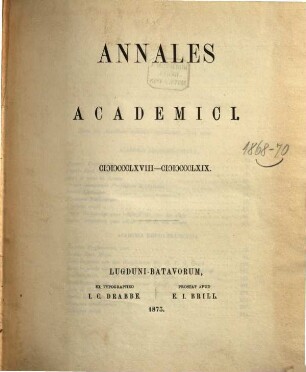 ANNALES
ACADEMICI.
1868-70
CIƆIƆCCCLXVIII—CIƆIƆCCCLXIX.
LUGDUNI-BATAVORUM,
EX TYPOGRAPHEO PROSTAT APUD
I. C. DRABBE. E. I. BRILL.
1873.